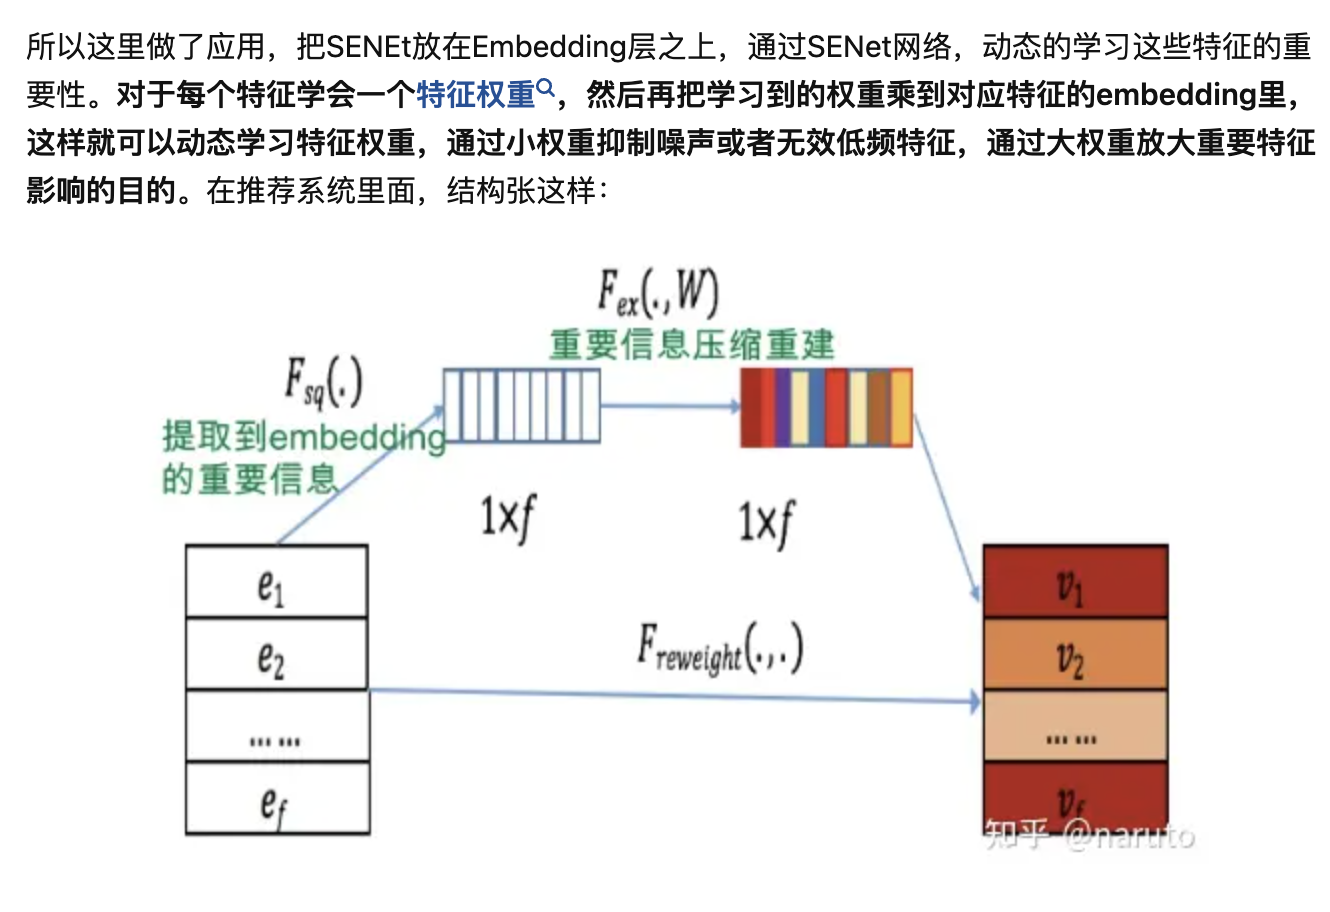 所以这里做了应用，把SENEt放在Embedding层之上，通过SENet网络，动态的学习这些特征的重
要性。对于每个特征学会一个特征权重，然后再把学习到的权重乘到对应特征的embedding里，
这样就可以动态学习特征权重，通过小权重抑制噪声或者无效低频特征，通过大权重放大重要特征
影响的目的。在推荐系统里面，结构张这样：
F_ex(.,W)
重要信息压缩重建
F_sq(.)
提取到embedding
的重要信息
1×f
1×f
e_1
e_2
... ...
e_f
F_reweight(.,.)
v_1
v_2
... ...
v_f
知乎 @naruto